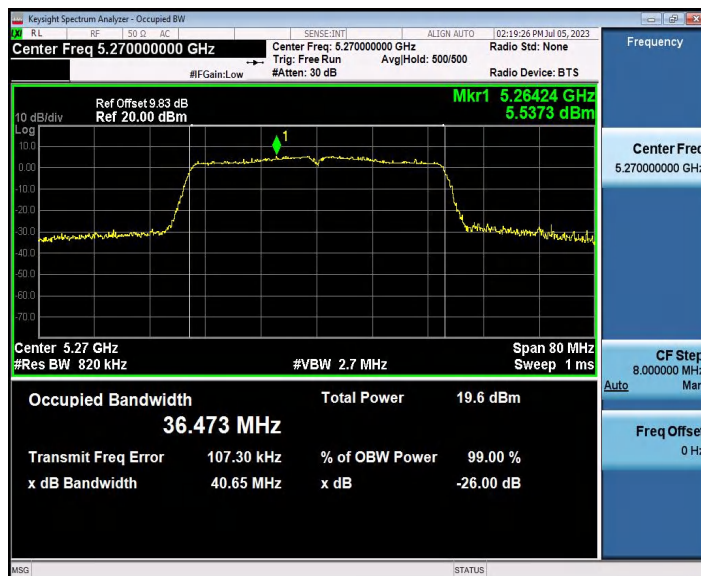 Keysight Spectrum Analyzer - Occupied BW
LXI RL RF 50 Ω AC SENSE:INT ALIGN AUTO 02:19:26 PM Jul 05, 2023
Center Freq 5.270000000 GHz
Center Freq: 5.270000000 GHz
Radio Std: None
Trig: Free Run Avg|Hold: 500/500
#IFGain:Low
#Atten: 30 dB
Radio Device: BTS
Frequency
Ref Offset 9.83 dB
10 dB/div Ref 20.00 dBm
Mkr1 5.26424 GHz
5.5373 dBm
Log
1
10.0
0.00
-10.0
-20.0
-30.0
-40.0
-50.0
-60.0
-70.0
Center Freq
5.270000000 GHz
Center 5.27 GHz Span 80 MHz
#Res BW 820 kHz #VBW 2.7 MHz Sweep 1 ms
CF Step
8.000000 MHz
Auto Man
Occupied Bandwidth
36.473 MHz
Total Power 19.6 dBm
Transmit Freq Error 107.30 kHz % of OBW Power 99.00 %
x dB Bandwidth 40.65 MHz x dB -26.00 dB
Freq Offset
0 Hz
MSG STATUS